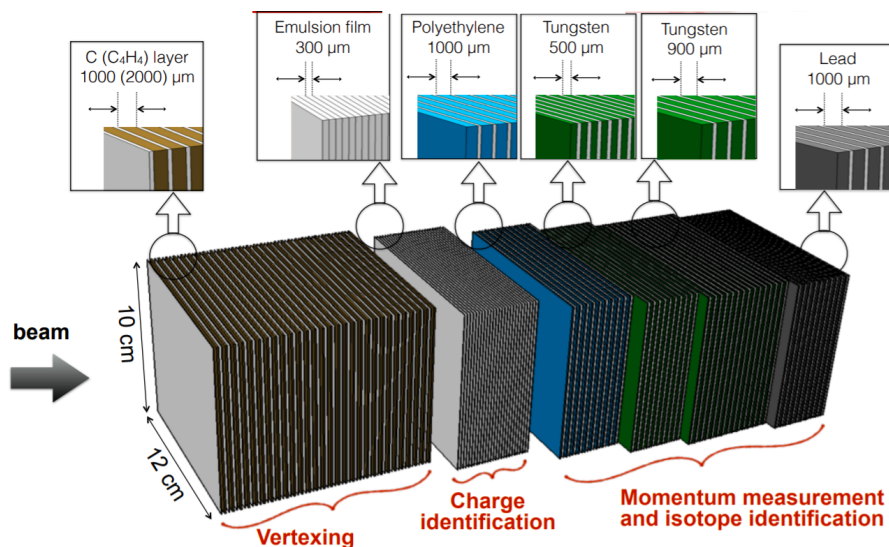 C (C₄H₄) layer
1000 (2000) µm
Emulsion film
300 µm
Polyethylene
1000 µm
Tungsten
500 µm
Tungsten
900 µm
Lead
1000 µm
beam
10 cm
12 cm
Vertexing
Charge
identification
Momentum measurement
and isotope identification